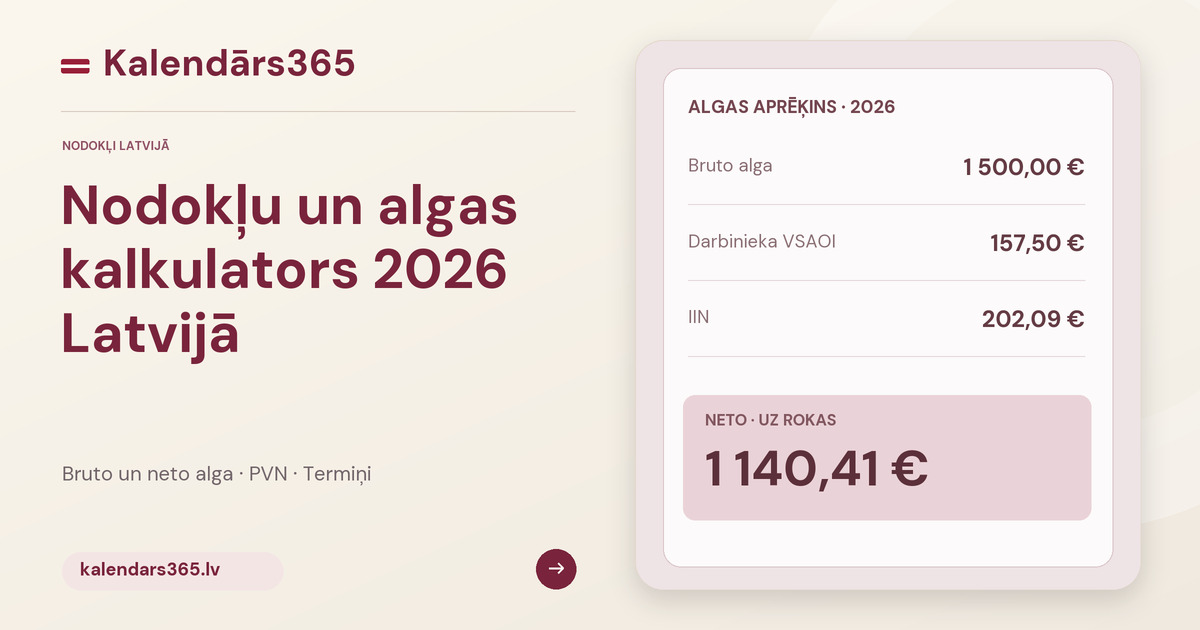 Kalendārs365
NODOKĻI LATVIJĀ
Nodokļu un algas
kalkulators 2026
Latvijā
Bruto un neto alga · PVN · Termiņi
kalendars365.lv
ALGAS APRĒĶINS · 2026
Bruto alga 1 500,00 €
Darbinieka VSAOI 157,50 €
IIN 202,09 €
NETO · UZ ROKAS
1 140,41 €